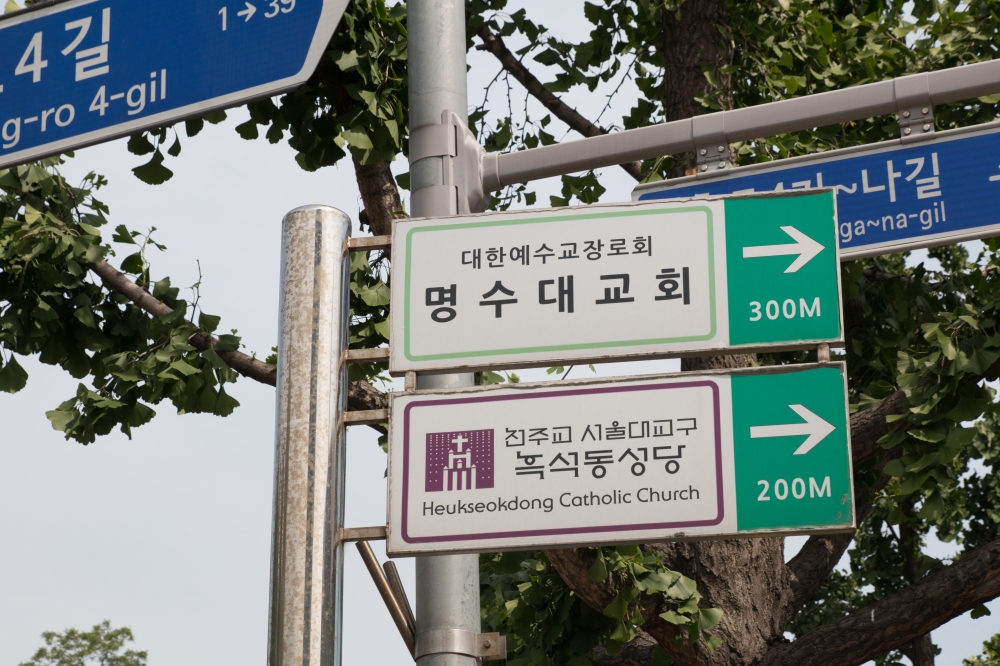 4길
1→39
g-ro 4-gil
길~나길
ga~na-gil
대한예수교장로회
명수대교회
300M
천주교 서울대교구
흑석동성당
Heukseokdong Catholic Church
200M